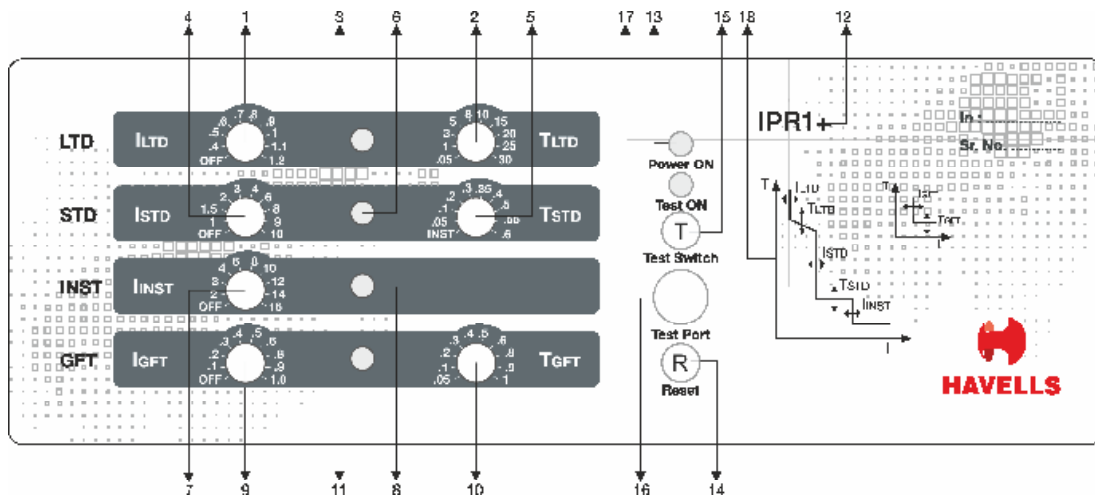 4 1 3 6 2 5 17 13 15 18 12
LTD ILTD OFF .4 .5 .6 .7 .8 .9 1 1.1 1.2
.05 1 3 5 8 10 15 20 25 30 TLTD
STD ISTD OFF 1 1.5 2 3 4 6 8 9 10
INST .05 .1 .2 .3 .35 .5 .6 TSTD
INST IINST OFF 2 3 4 6 8 10 12 14 16
GFT IGFT OFF .1 .2 .3 .4 .5 .6 .8 .9 1.0
.05 .1 .2 .3 .4 .5 .6 .8 .9 1 TGFT
Power ON
Test ON
T
Test Switch
Test Port
R
Reset
IPR1+
In :
Sr. No.
T
ILTD
TLTD
ISTD
TSTD
IINST
I
T
IGFT
TGFT
I
HAVELLS
7 9 11 8 10 16 14